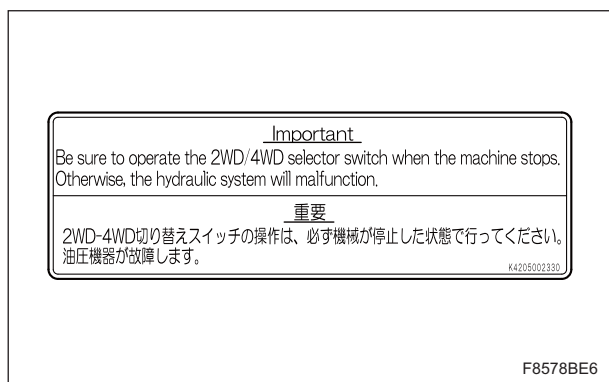 Important
Be sure to operate the 2WD/4WD selector switch when the machine stops.
Otherwise, the hydraulic system will malfunction.
重要
2WD-4WD切り替えスイッチの操作は、必ず機械が停止した状態で行ってください。
油圧機器が故障します。
K4205002330
F8578BE6